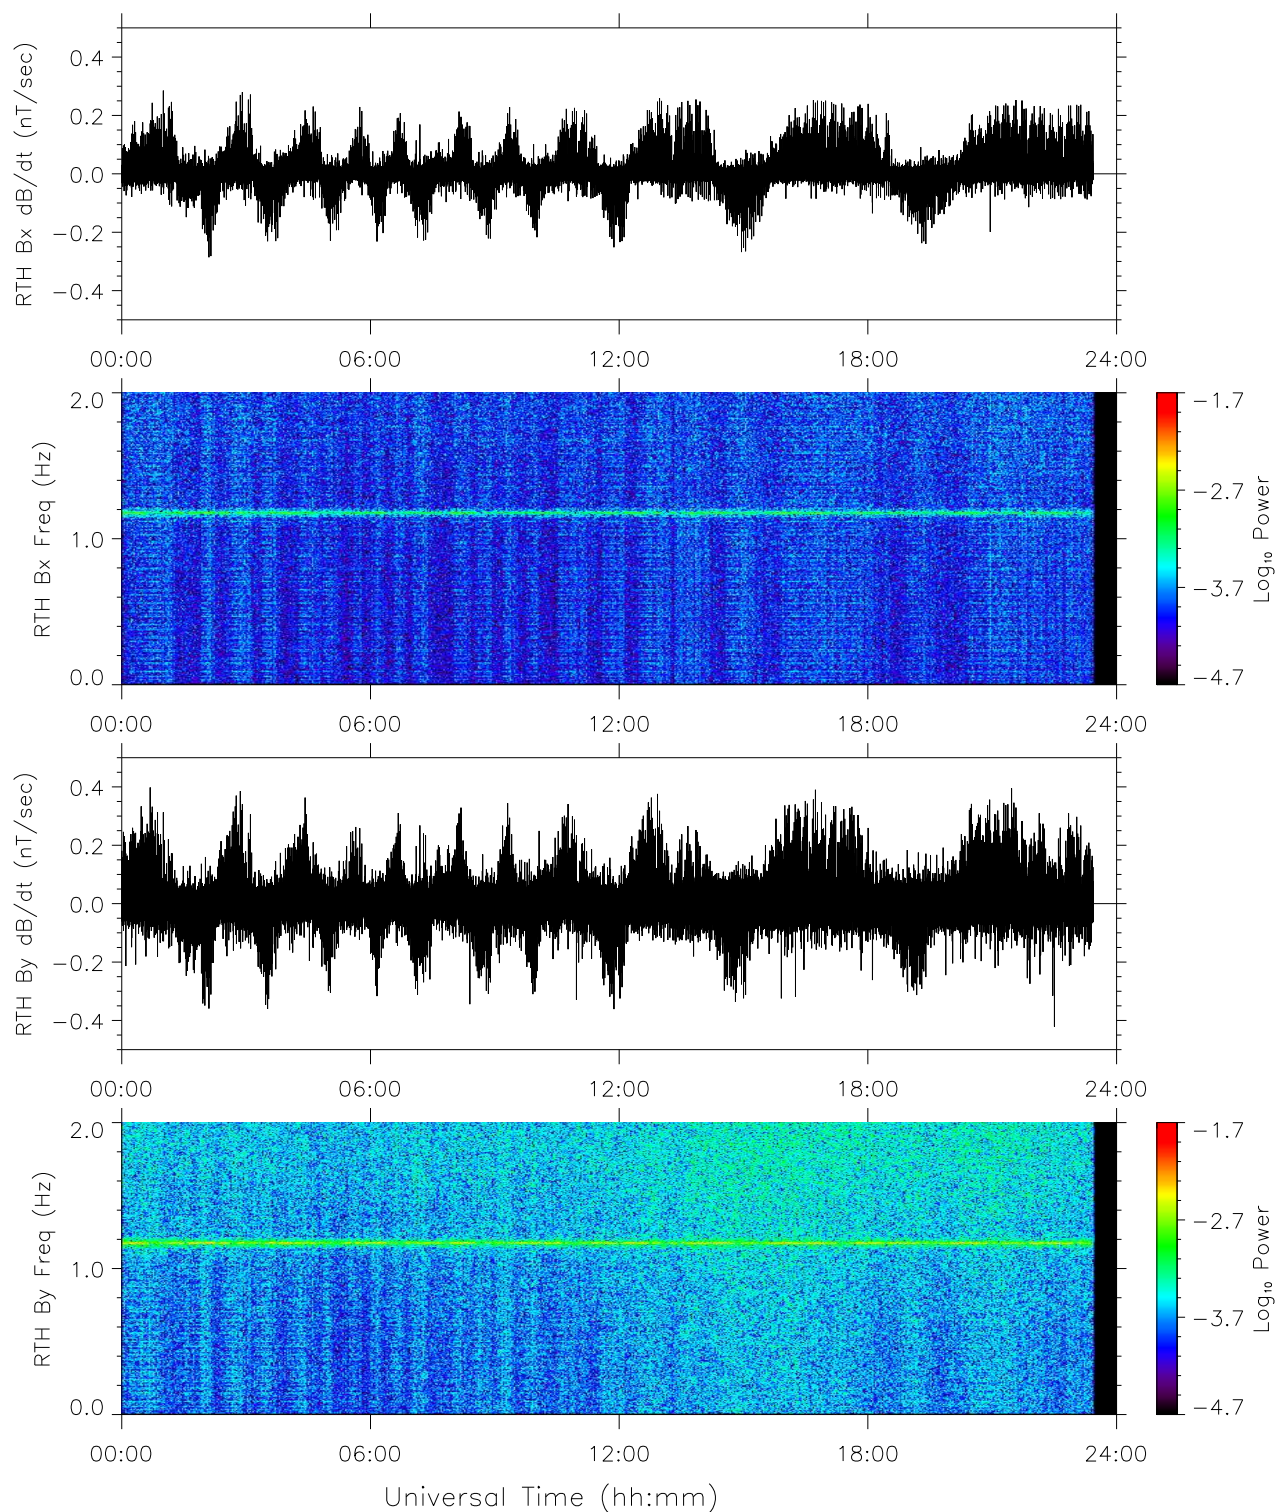 RTH Bx dB/dt (nT/sec)
0.4
0.2
0.0
−0.2
−0.4
00:00 06:00 12:00 18:00 24:00
RTH Bx Freq (Hz)
2.0
1.0
0.0
−1.7
−2.7
−3.7
−4.7
Log₁₀ Power
00:00 06:00 12:00 18:00 24:00
RTH By dB/dt (nT/sec)
0.4
0.2
0.0
−0.2
−0.4
00:00 06:00 12:00 18:00 24:00
RTH By Freq (Hz)
2.0
1.0
0.0
−1.7
−2.7
−3.7
−4.7
Log₁₀ Power
00:00 06:00 12:00 18:00 24:00
Universal Time (hh:mm)